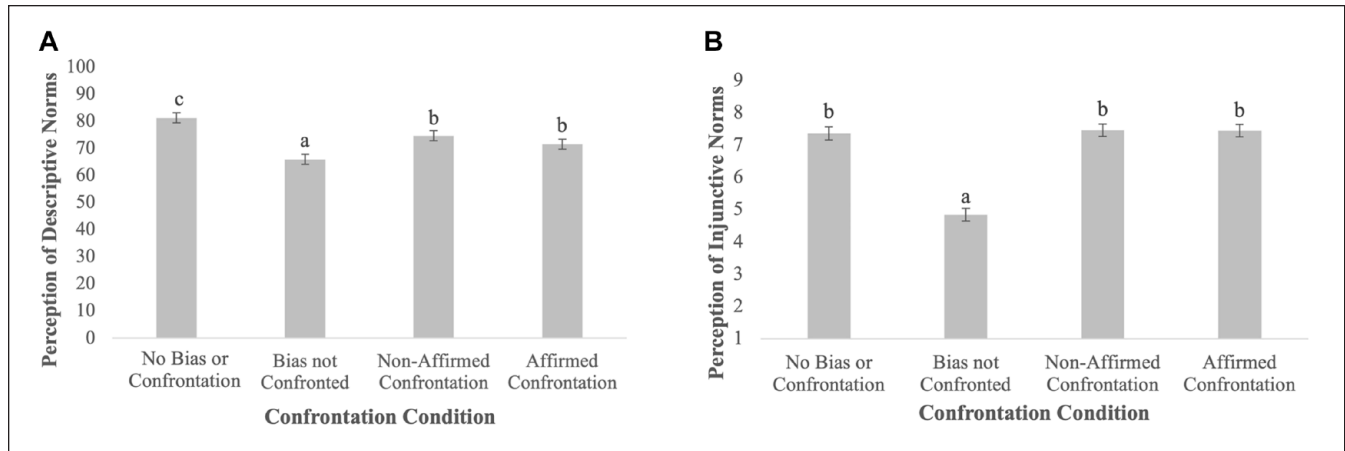 A
Perception of Descriptive Norms
100
90
80
70
60
50
40
30
20
10
0
c
a
b
b
No Bias or
Confrontation
Bias not
Confronted
Non-Affirmed
Confrontation
Affirmed
Confrontation
Confrontation Condition
B
Perception of Injunctive Norms
9
8
7
6
5
4
3
2
1
b
a
b
b
No Bias or
Confrontation
Bias not
Confronted
Non-Affirmed
Confrontation
Affirmed
Confrontation
Confrontation Condition